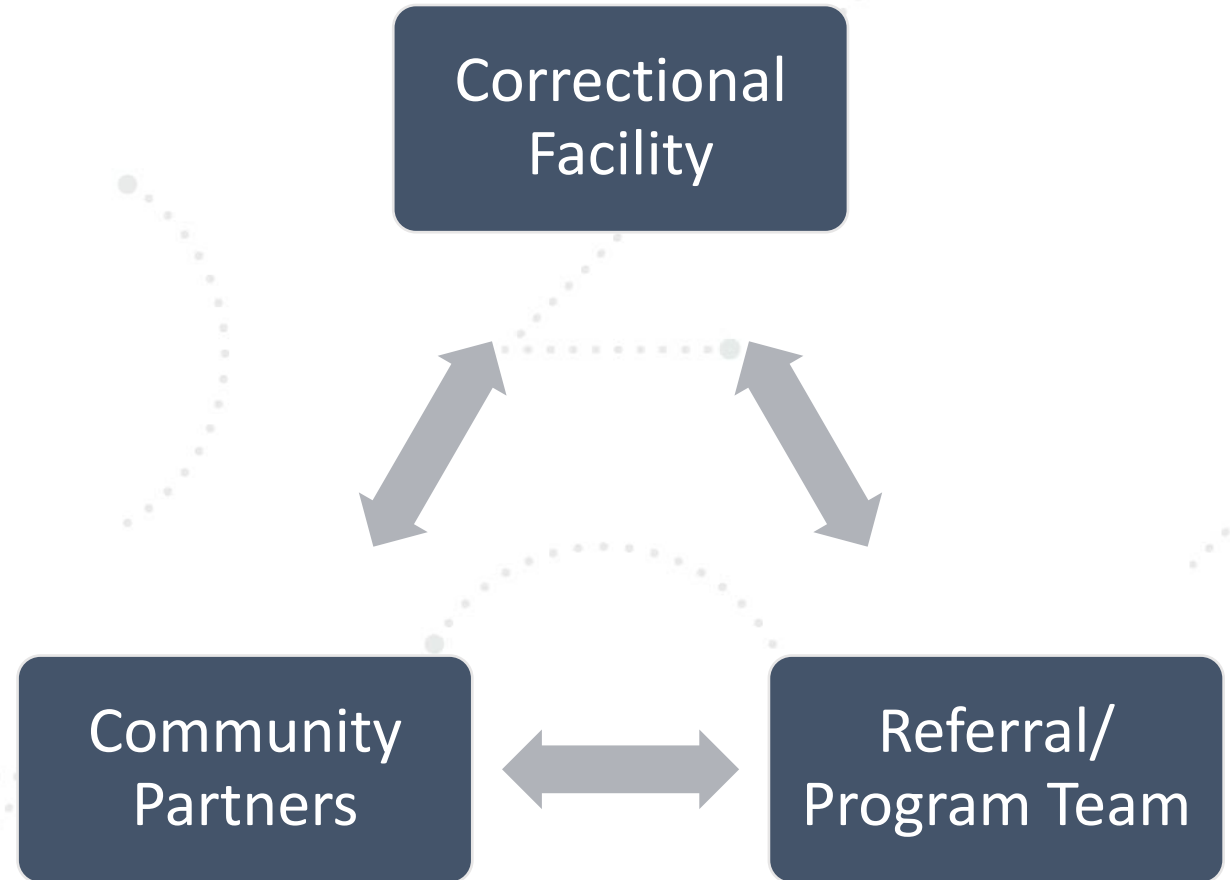 Correctional
Facility
Community
Partners
Referral/
Program Team